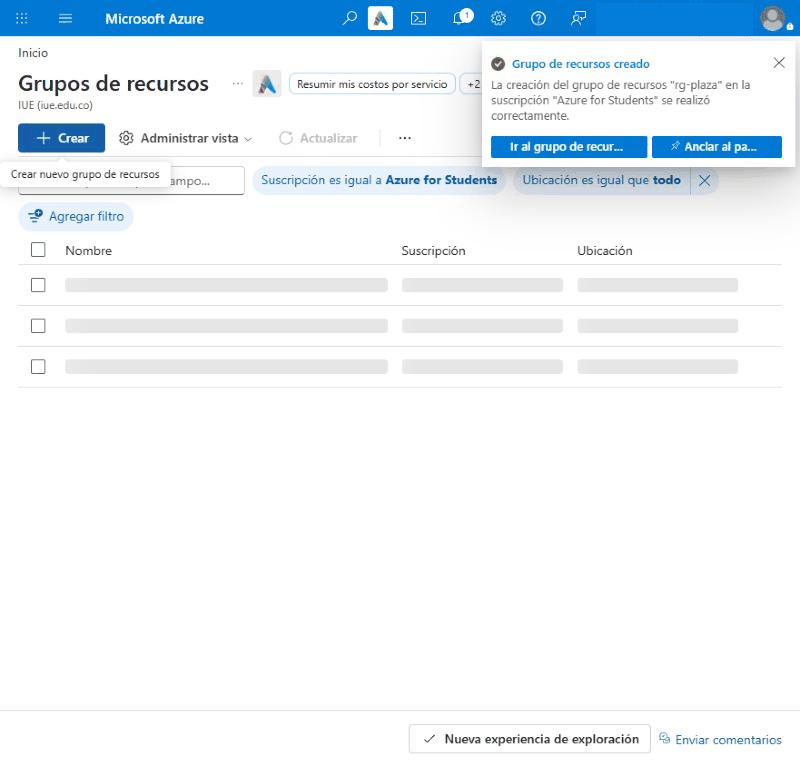 Microsoft Azure
1
Inicio
Grupos de recursos
...
Resumir mis costos por servicio
+2
IUE (iue.edu.co)
Grupo de recursos creado
La creación del grupo de recursos "rg-plaza" en la
suscripción "Azure for Students" se realizó
correctamente.
Ir al grupo de recur...
Anclar al pa...
+ Crear
Administrar vista
Actualizar
...
Crear nuevo grupo de recursos
ampo...
Suscripción es igual a Azure for Students
Ubicación es igual que todo
Agregar filtro
Nombre
Suscripción
Ubicación
Nueva experiencia de exploración
Enviar comentarios